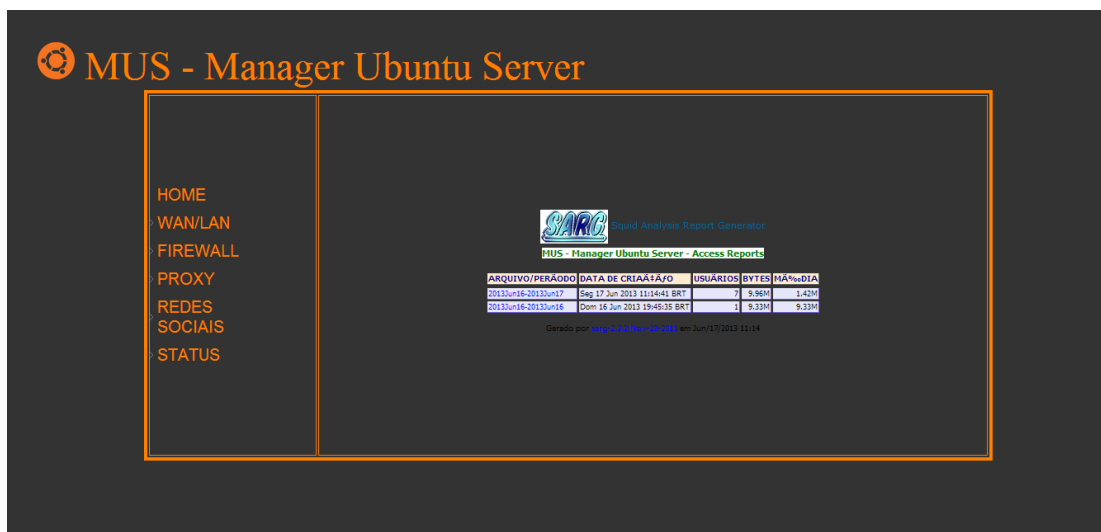 MUS - Manager Ubuntu Server
HOME
WAN/LAN
FIREWALL
PROXY
REDES
SOCIAIS
STATUS
SARG Squid Analysis Report Generator
MUS - Manager Ubuntu Server - Access Reports
ARQUIVO/PERÃODO DATA DE CRIAÃ‡ÃƒO USUÃRIOS BYTES MÃ‰DIA
2013Jun16-2013Jun17 Seg 17 Jun 2013 11:14:41 BRT 7 9.96M 1.42M
2013Jun16-2013Jun16 Dom 16 Jun 2013 19:45:35 BRT 1 9.33M 9.33M
Gerado por em Jun/17/2013 11:14